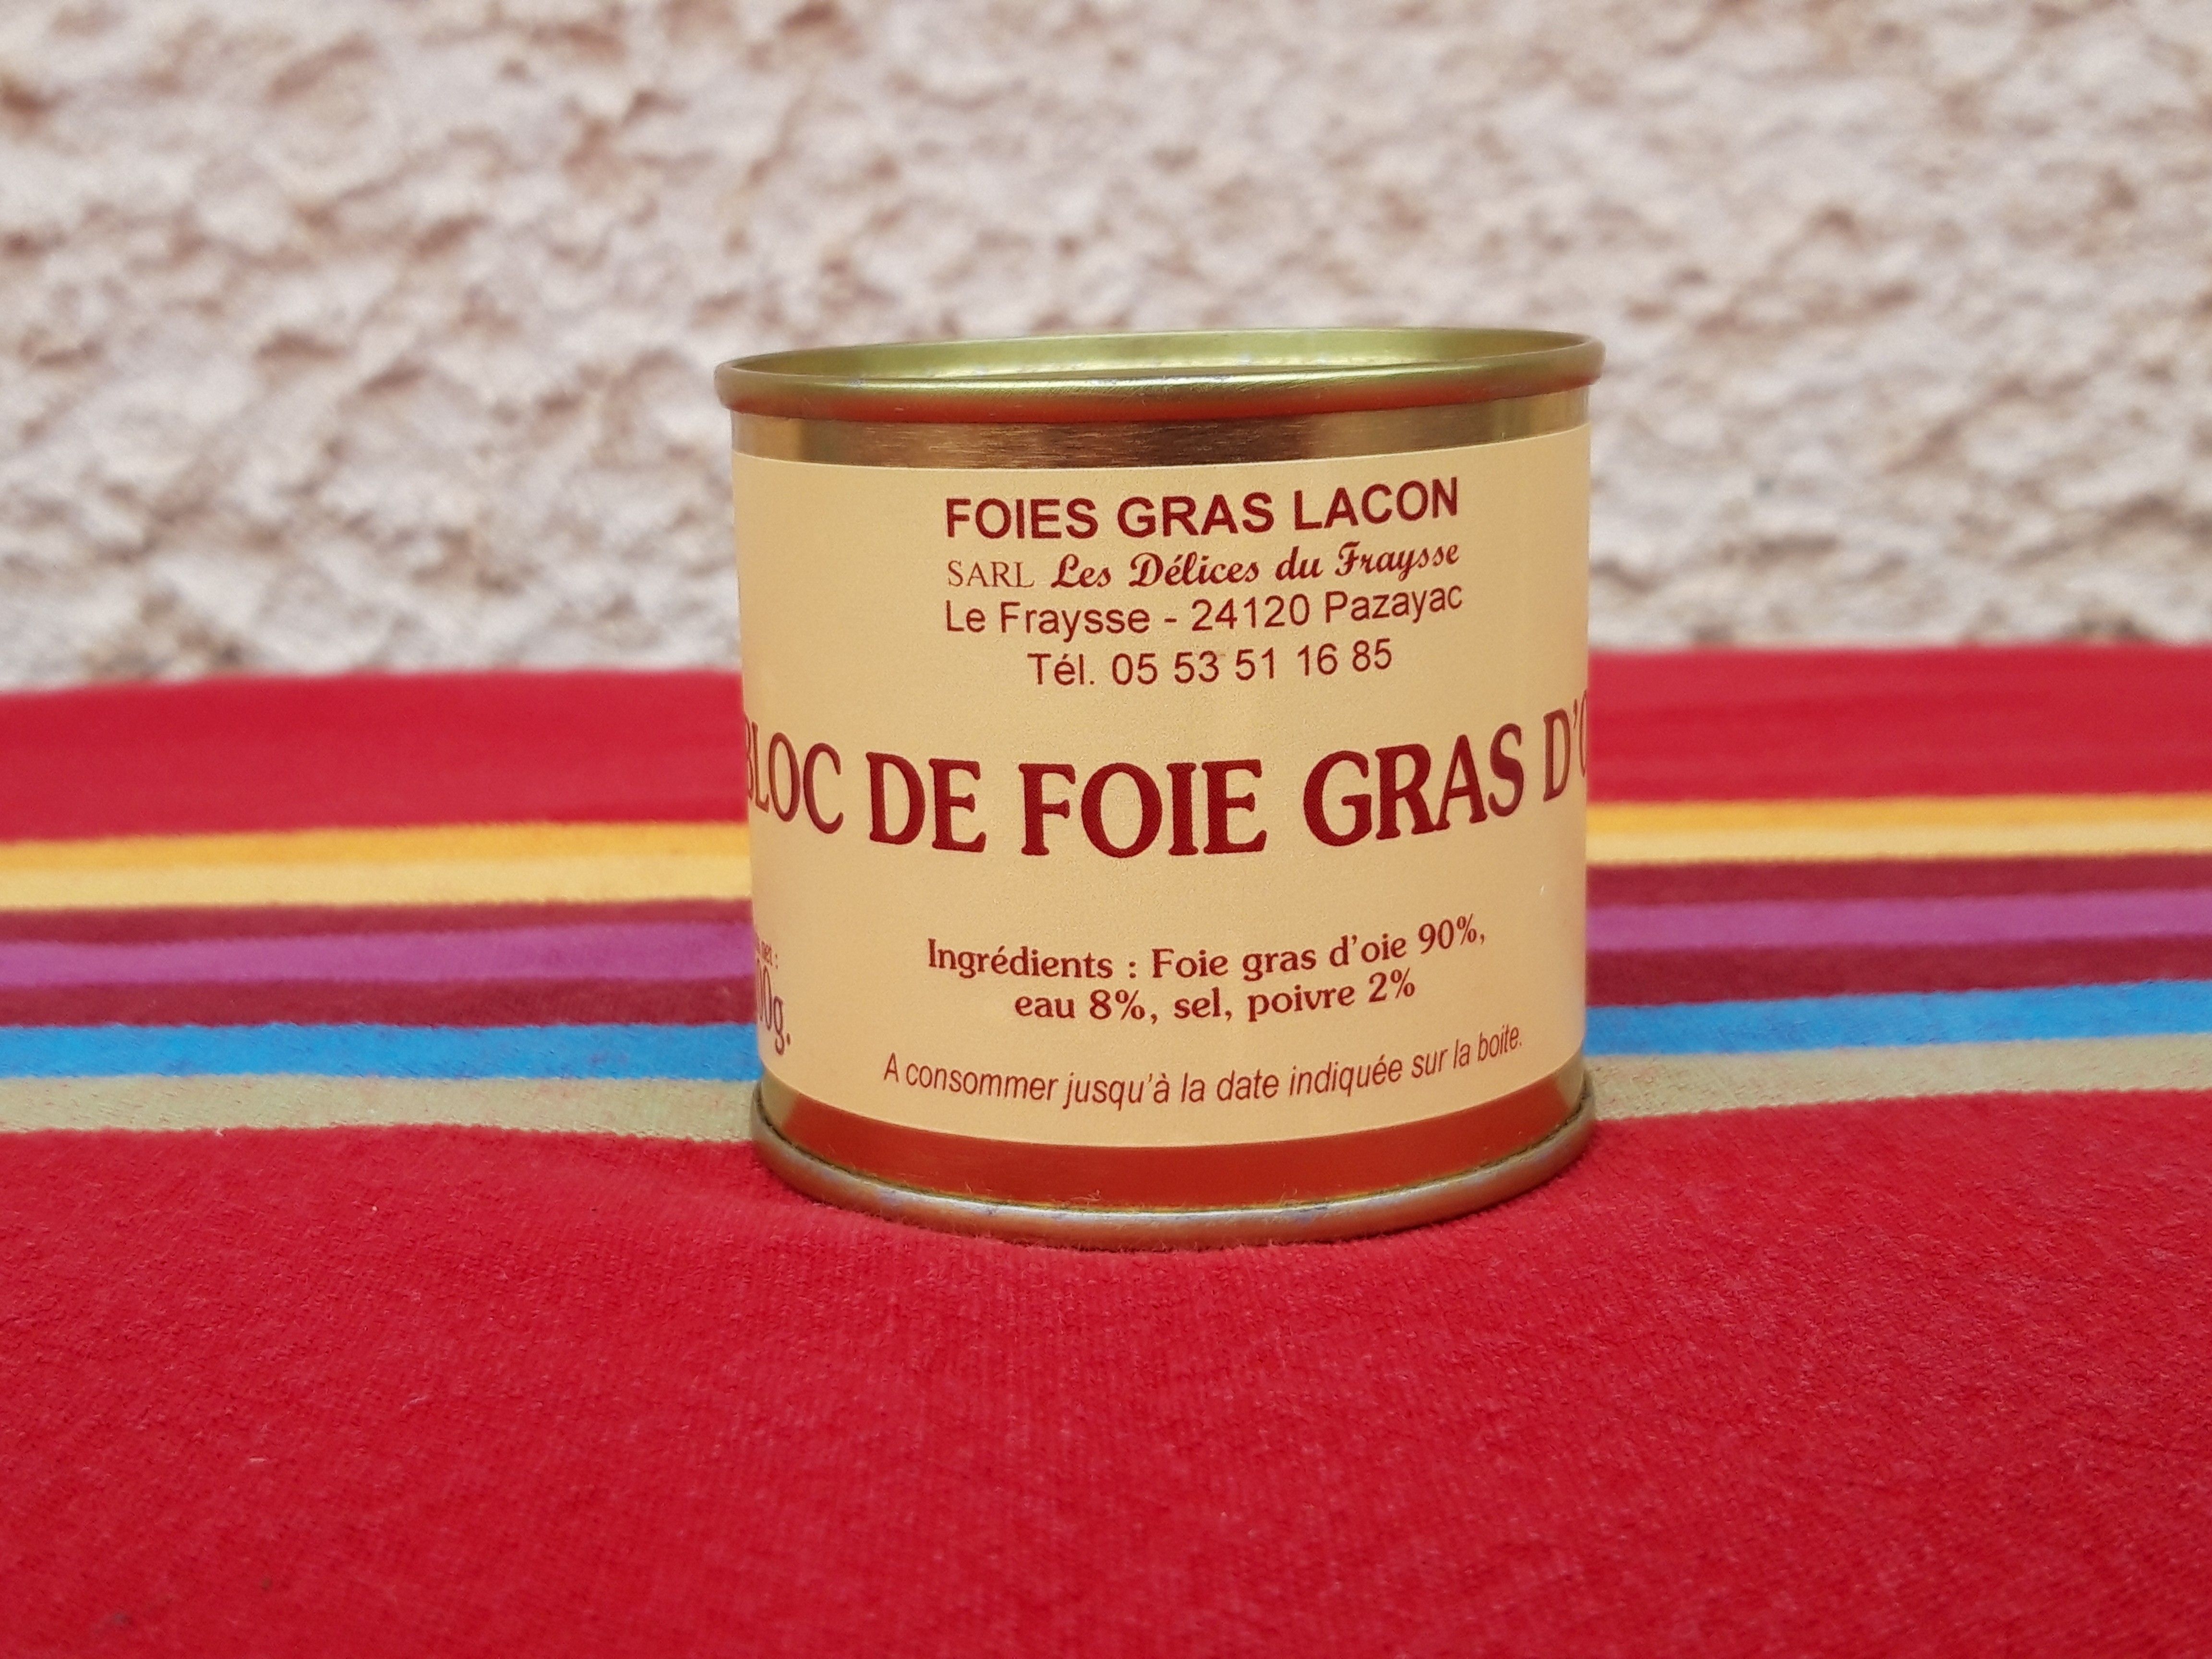 FOIES GRAS LACON
SARL Les Délices du Fraysse
Le Fraysse - 24120 Pazayac
Tél. 05 53 51 16 85
BLOC DE FOIE GRAS
Ingrédients : Foie gras d'oie 90%,
eau 8%, sel, poivre 2%
A consommer jusqu'à la date indiquée sur la boite.